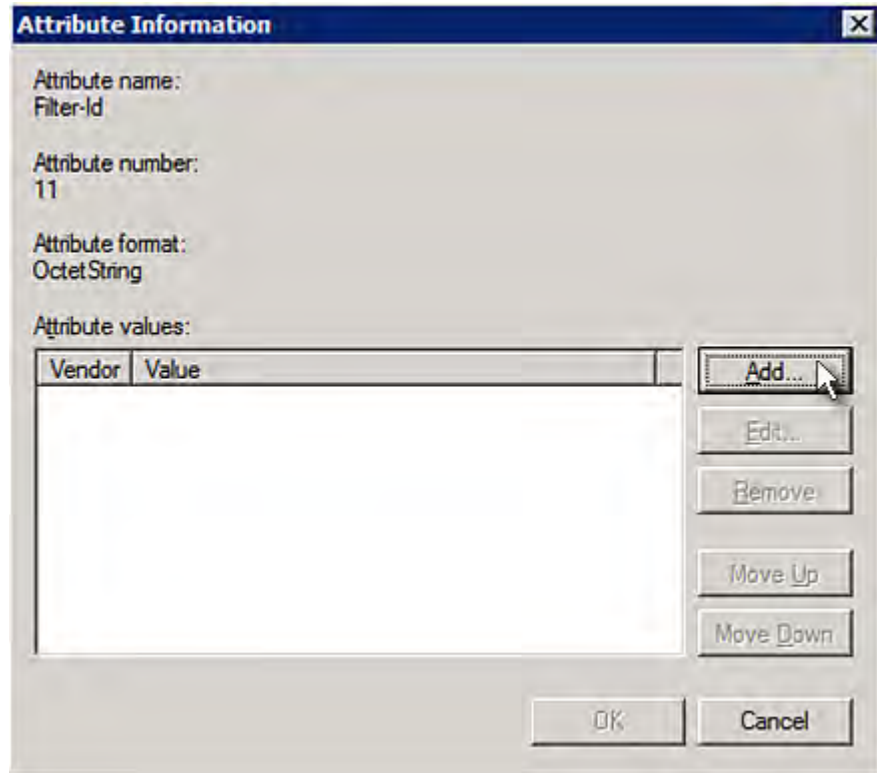 Attribute Information
Attribute name:
Filter-Id
Attribute number:
11
Attribute format:
OctetString
Attribute values:
Vendor Value
Add...
Edit...
Remove
Move Up
Move Down
OK Cancel